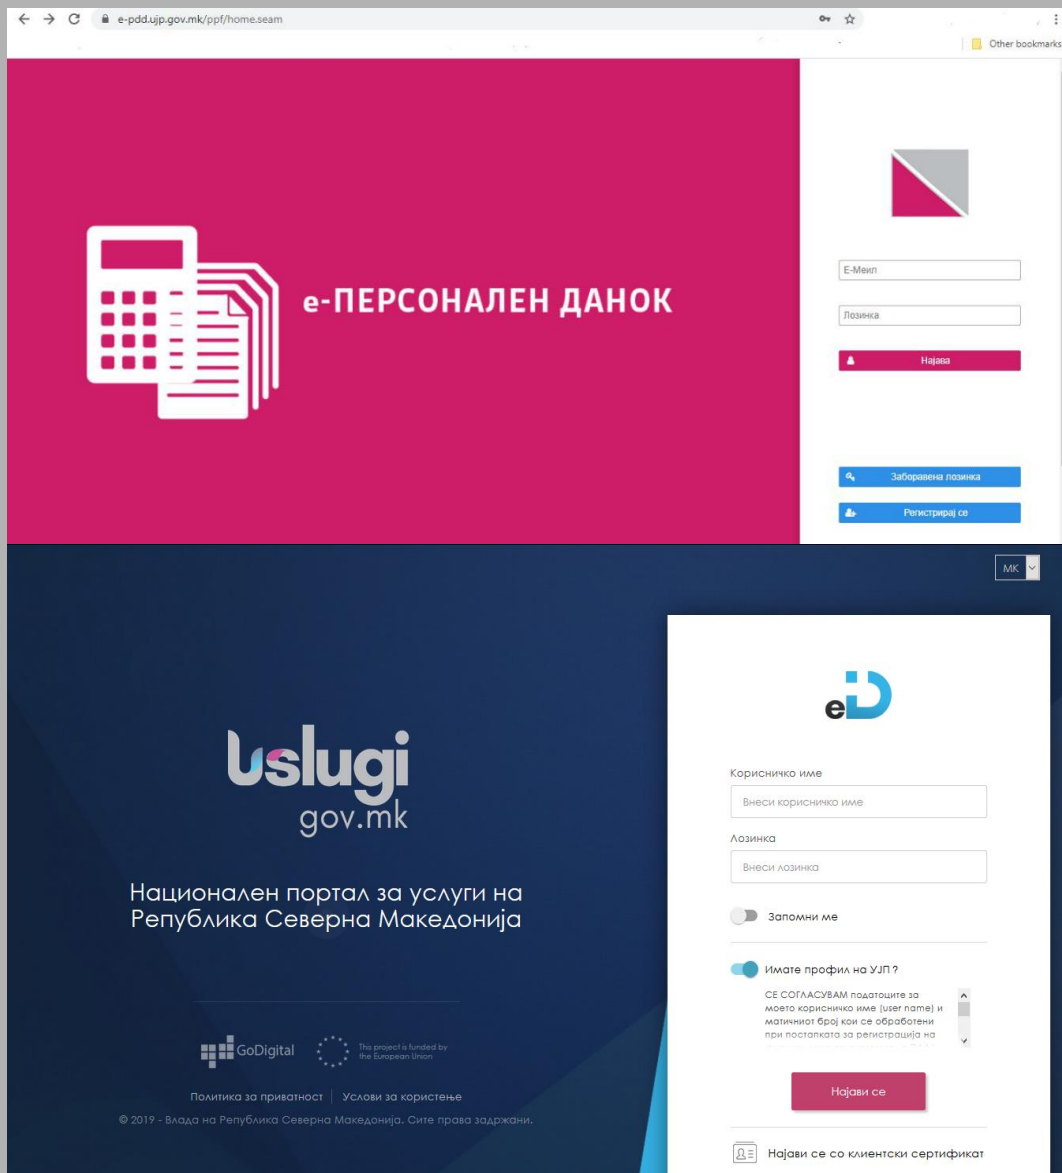 e-pdd.ujp.gov.mk/ppf/home.seam
Other bookmarks
е-ПЕРСОНАЛЕН ДАНОК
Е-Меил
Лозинка
Најава
Заборавена лозинка
Регистрирај се
МК
Uslugi
gov.mk
Национален портал за услуги на
Република Северна Македонија
GoDigital
This project is funded by
the European Union
Политика за приватност | Услови за користење
© 2019 - Влада на Република Северна Македонија. Сите права задржани.
eID
Корисничко име
Внеси корисничко име
Лозинка
Внеси лозинка
Запомни ме
Имате профил на УЈП ?
СЕ СОГЛАСУВАМ податоците за
моето корисничко име (user name) и
матичниот број кои се обработени
при постапката за регистрација на
Најави се
Најави се со клиентски сертификат